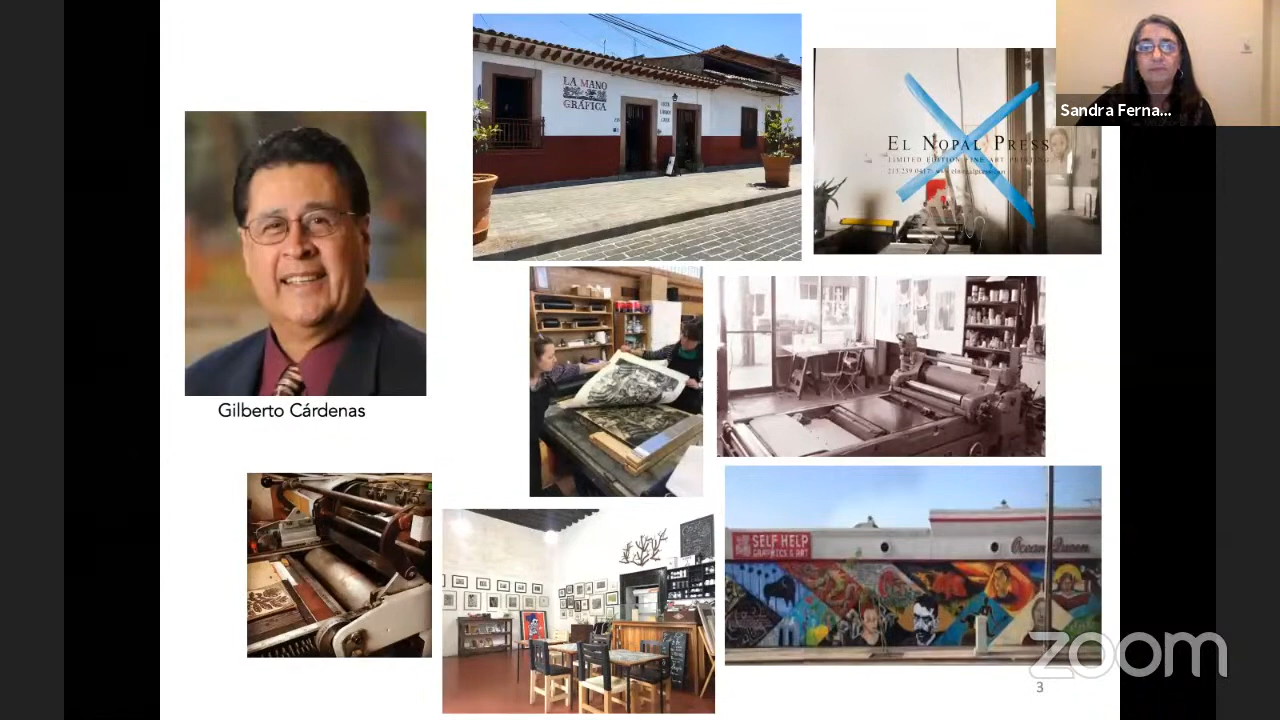 LA MANO
GRÁFICA
EL NOPAL PRESS
LIMITED EDITION FINE ART PRINTING
Sandra Ferna...
Gilberto Cárdenas
SELF HELP
GRAPHICS & ART
Ocean Queen
zoom
3